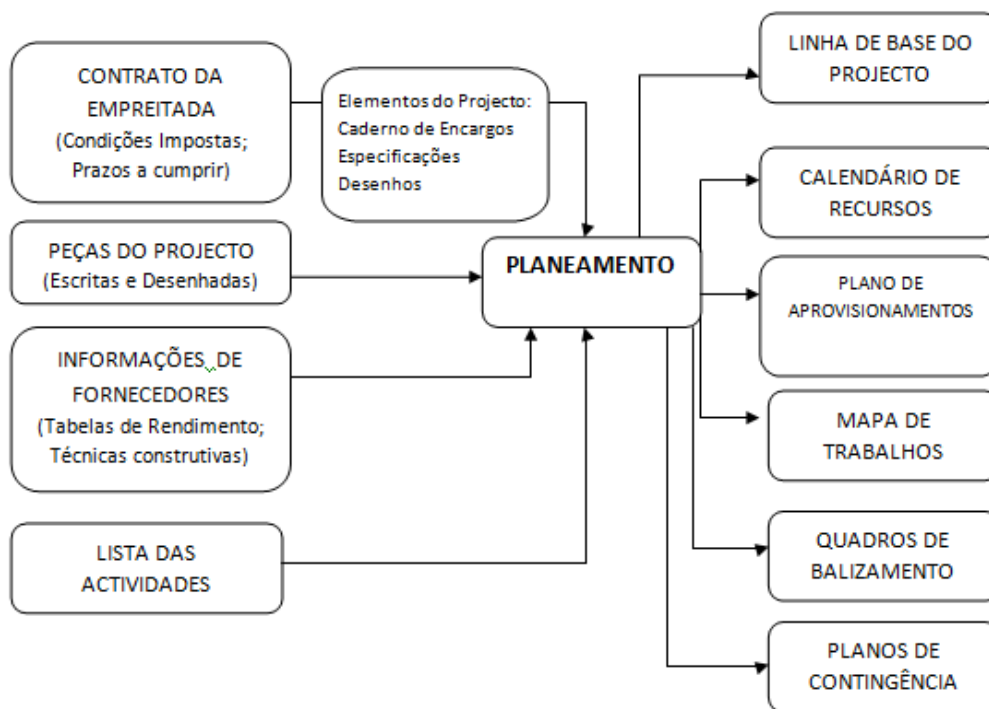 CONTRATO DA
EMPREITADA
(Condições Impostas;
Prazos a cumprir)
Elementos do Projecto:
Caderno de Encargos
Especificações
Desenhos
PEÇAS DO PROJECTO
(Escritas e Desenhadas)
INFORMAÇÕES DE
FORNECEDORES
(Tabelas de Rendimento;
Técnicas construtivas)
LISTA DAS
ACTIVIDADES
PLANEAMENTO
LINHA DE BASE DO
PROJECTO
CALENDÁRIO DE
RECURSOS
PLANO DE
APROVISIONAMENTOS
MAPA DE
TRABALHOS
QUADROS DE
BALIZAMENTO
PLANOS DE
CONTINGÊNCIA